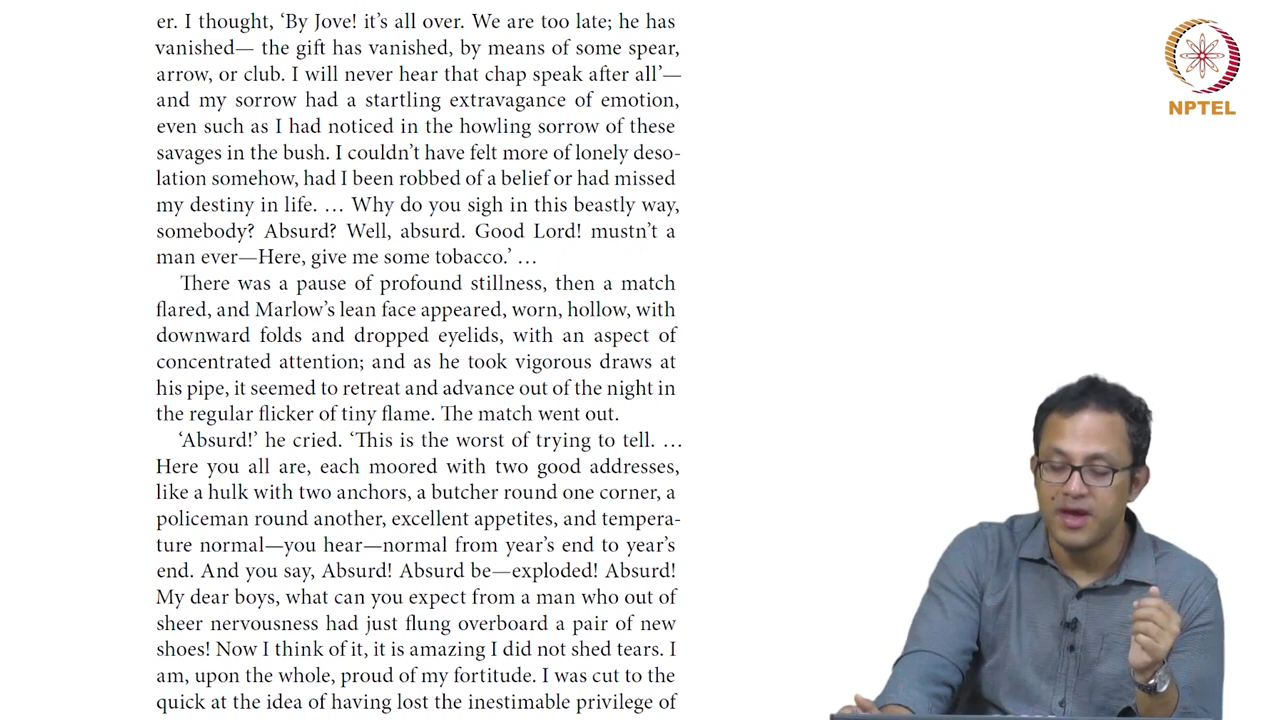 er. I thought, ‘By Jove! it’s all over. We are too late; he has
vanished— the gift has vanished, by means of some spear,
arrow, or club. I will never hear that chap speak after all’—
and my sorrow had a startling extravagance of emotion,
even such as I had noticed in the howling sorrow of these
savages in the bush. I couldn’t have felt more of lonely deso-
lation somehow, had I been robbed of a belief or had missed
my destiny in life. … Why do you sigh in this beastly way,
somebody? Absurd? Well, absurd. Good Lord! mustn’t a
man ever—Here, give me some tobacco.’ …
There was a pause of profound stillness, then a match
flared, and Marlow’s lean face appeared, worn, hollow, with
downward folds and dropped eyelids, with an aspect of
concentrated attention; and as he took vigorous draws at
his pipe, it seemed to retreat and advance out of the night in
the regular flicker of tiny flame. The match went out.
‘Absurd!’ he cried. ‘This is the worst of trying to tell. …
Here you all are, each moored with two good addresses,
like a hulk with two anchors, a butcher round one corner, a
policeman round another, excellent appetites, and tempera-
ture normal—you hear—normal from year’s end to year’s
end. And you say, Absurd! Absurd be—exploded! Absurd!
My dear boys, what can you expect from a man who out of
sheer nervousness had just flung overboard a pair of new
shoes! Now I think of it, it is amazing I did not shed tears. I
am, upon the whole, proud of my fortitude. I was cut to the
quick at the idea of having lost the inestimable privilege of
NPTEL